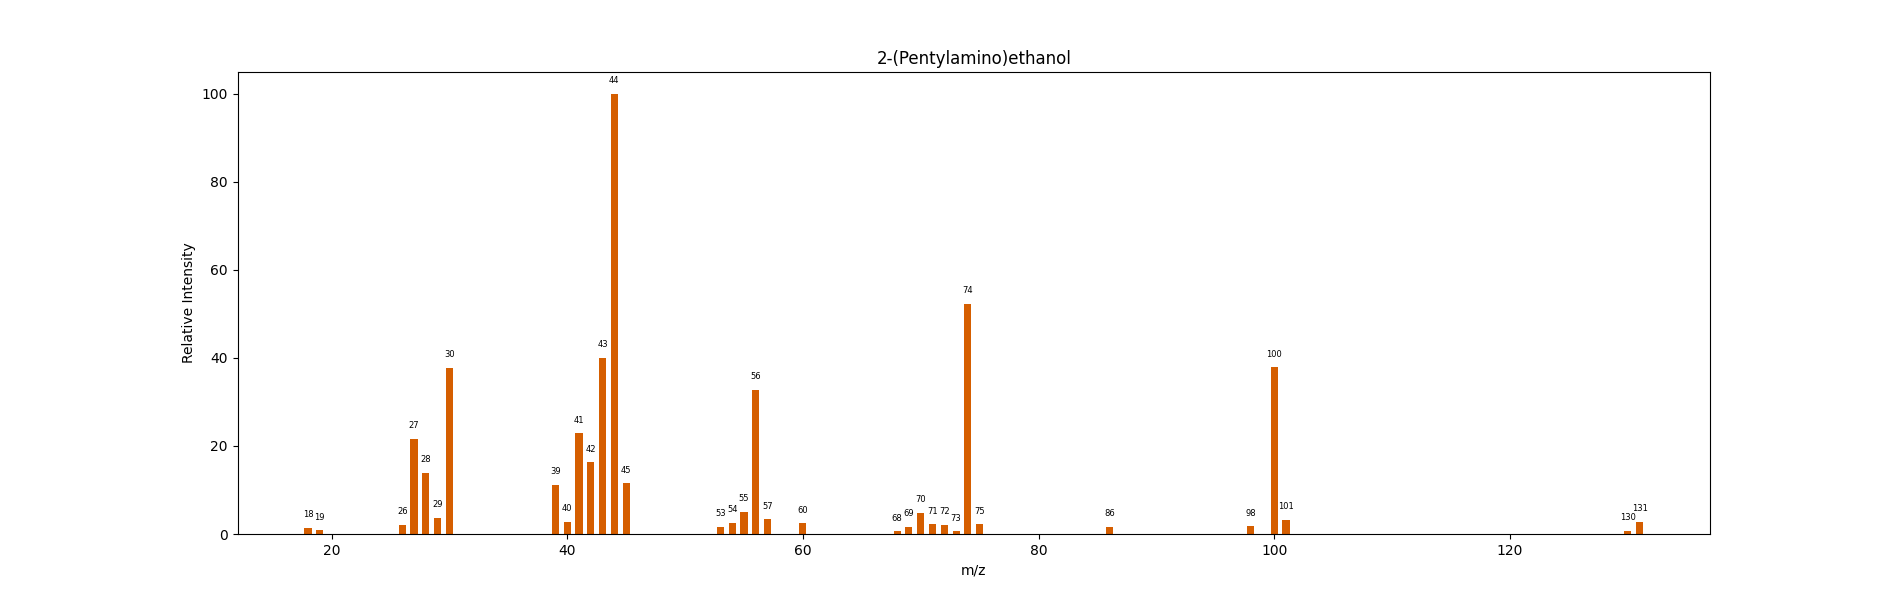 2-(Pentylamino)ethanol
Relative Intensity
100
80
60
40
20
0
18 19 26 27 28 29 30 39 40 41 42 43 44 45 53 54 55 56 57 60 68 69 70 71 72 73 74 75 86 98 100 101 130 131
20 40 60 80 100 120
m/z